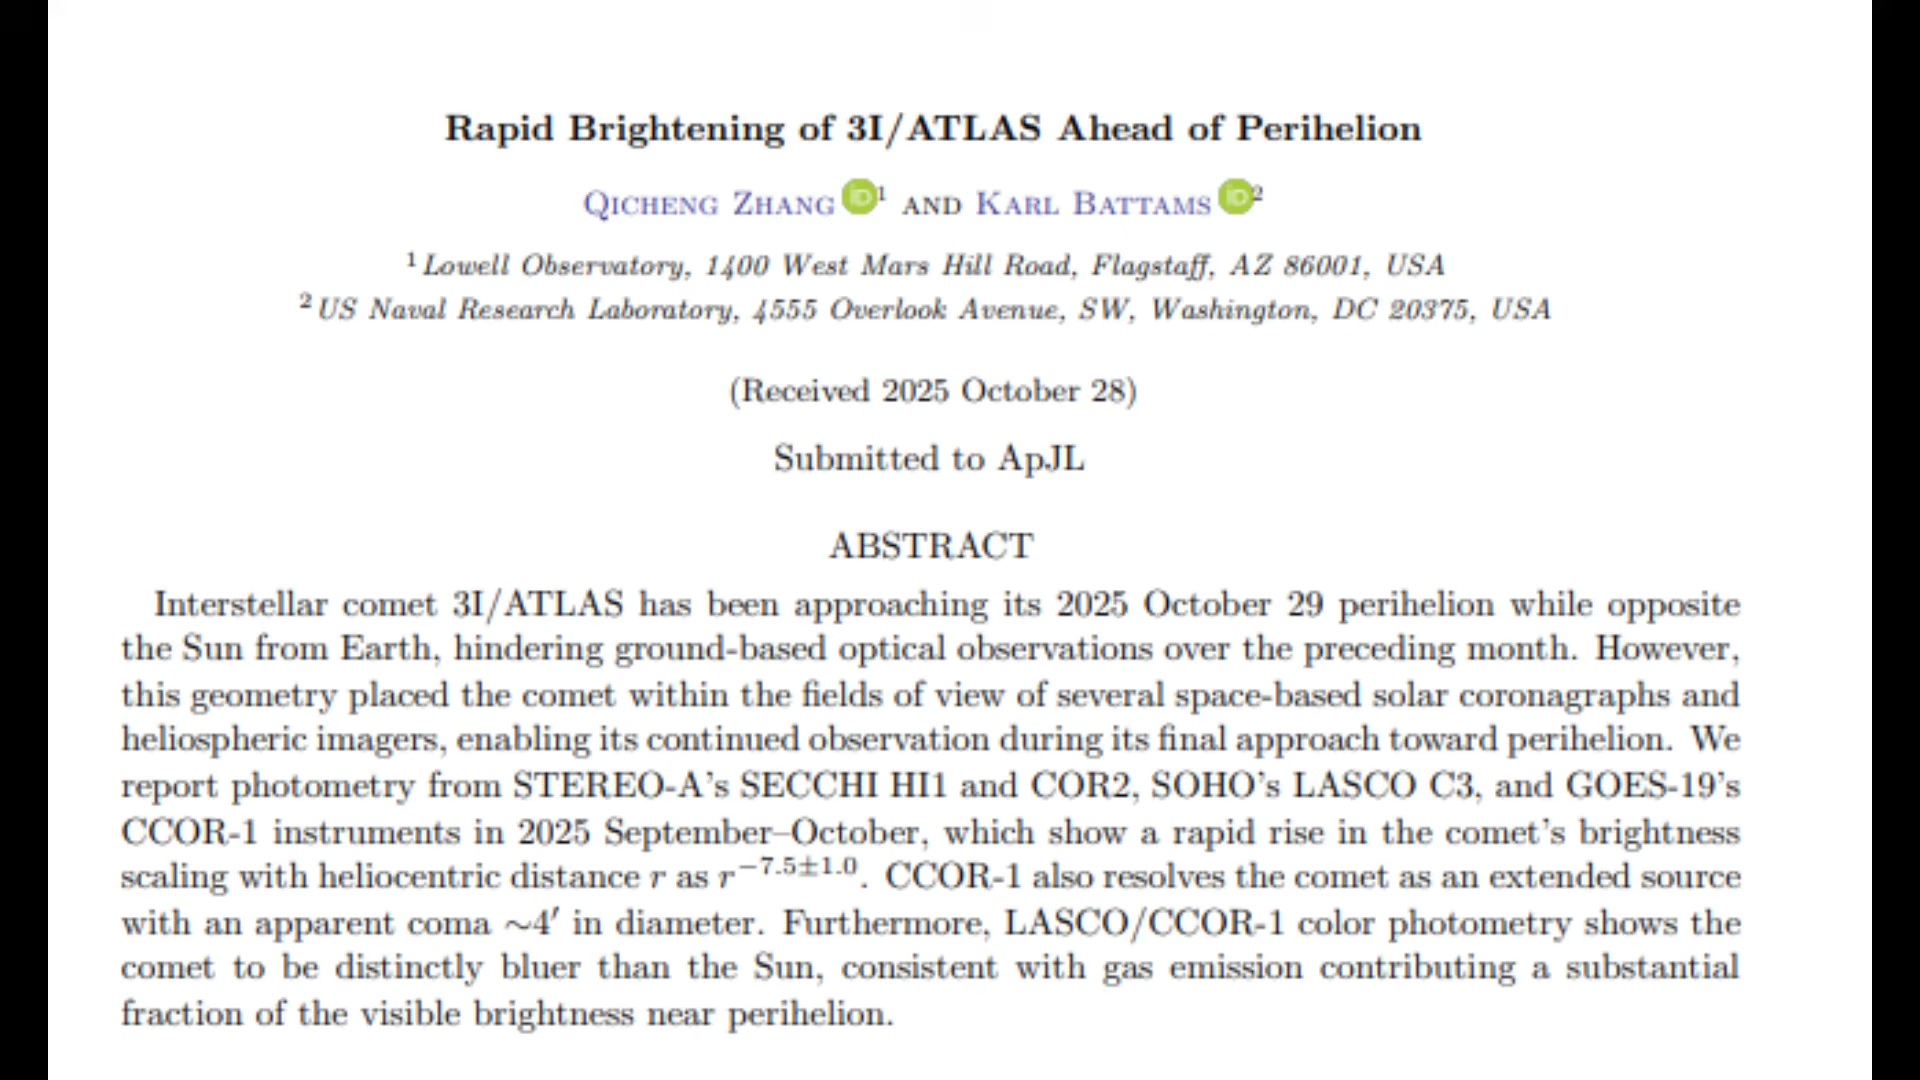 Rapid Brightening of 3I/ATLAS Ahead of Perihelion
Qicheng Zhang iD 1 and Karl Battams iD 2
1 Lowell Observatory, 1400 West Mars Hill Road, Flagstaff, AZ 86001, USA
2 US Naval Research Laboratory, 4555 Overlook Avenue, SW, Washington, DC 20375, USA
(Received 2025 October 28)
Submitted to ApJL
ABSTRACT
Interstellar comet 3I/ATLAS has been approaching its 2025 October 29 perihelion while opposite
the Sun from Earth, hindering ground-based optical observations over the preceding month. However,
this geometry placed the comet within the fields of view of several space-based solar coronagraphs and
heliospheric imagers, enabling its continued observation during its final approach toward perihelion. We
report photometry from STEREO-A's SECCHI HI1 and COR2, SOHO's LASCO C3, and GOES-19's
CCOR-1 instruments in 2025 September–October, which show a rapid rise in the comet's brightness
scaling with heliocentric distance r as r^−7.5±1.0. CCOR-1 also resolves the comet as an extended source
with an apparent coma ∼4′ in diameter. Furthermore, LASCO/CCOR-1 color photometry shows the
comet to be distinctly bluer than the Sun, consistent with gas emission contributing a substantial
fraction of the visible brightness near perihelion.